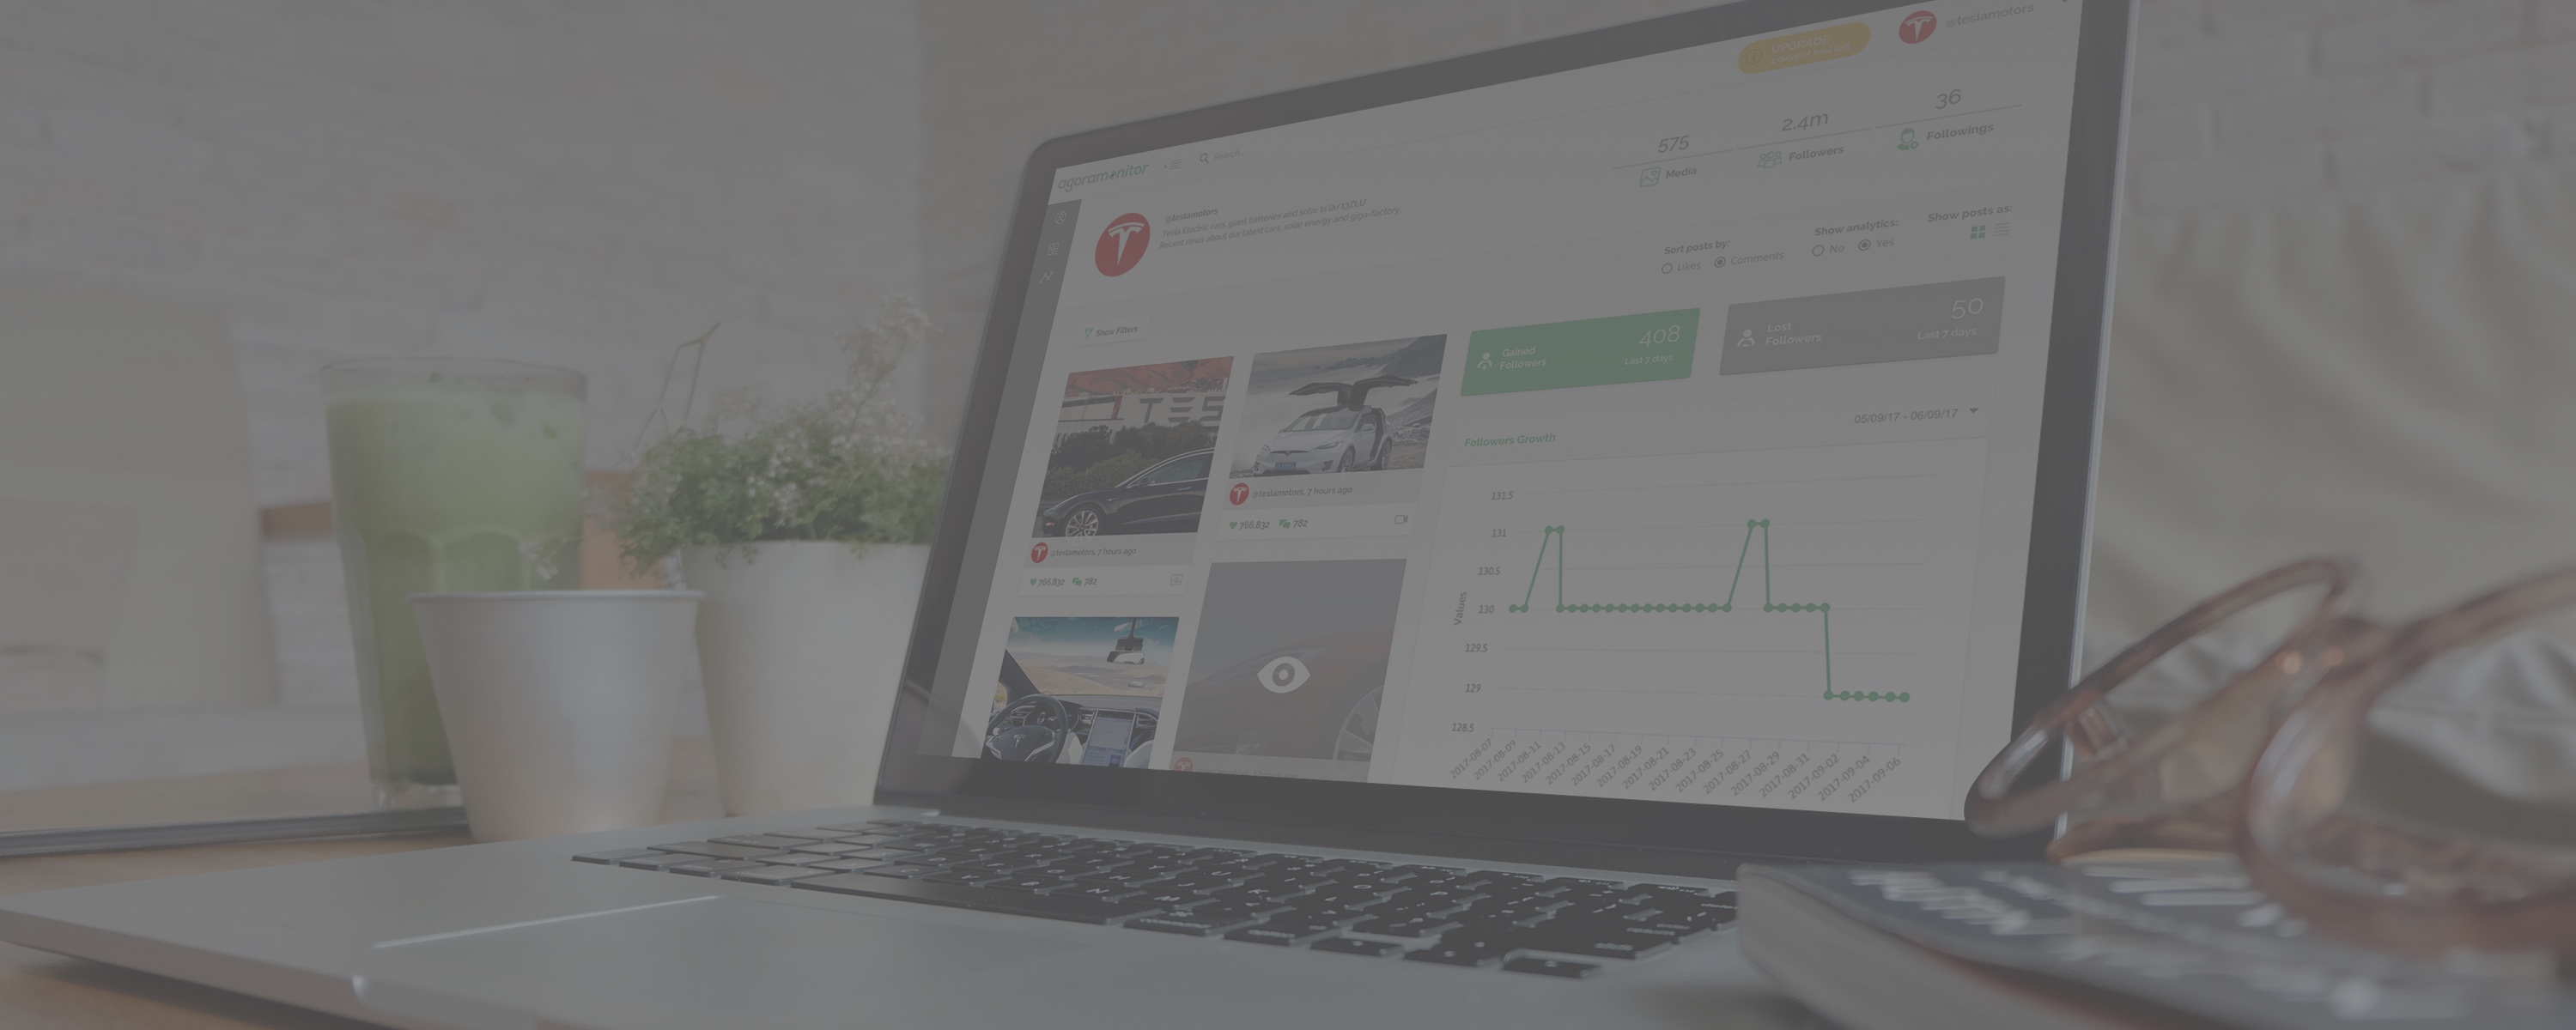 UPGRADE
@teslamotors
agoramonitor
Search
575
Media
2.4m
Followers
36
Followings
@teslamotors
Tesla Electric cars, giant batteries and solar
Recent news about our latest cars, solar energy and giga-factory
Sort posts by:
Likes
Comments
Show analytics:
No
Yes
Show posts as:
Show Filters
TES
@teslamotors, 7 hours ago
766.832
782
@teslamotors, 7 hours ago
766.832
782
Gained
Followers
408
Last 7 days
Lost
Followers
50
Last 7 days
05/09/17 - 06/09/17
Followers Growth
Values
131.5
131
130.5
130
129.5
129
128.5
2017-08-07
2017-08-09
2017-08-11
2017-08-13
2017-08-15
2017-08-17
2017-08-19
2017-08-21
2017-08-23
2017-08-25
2017-08-27
2017-08-29
2017-08-31
2017-09-02
2017-09-04
2017-09-06